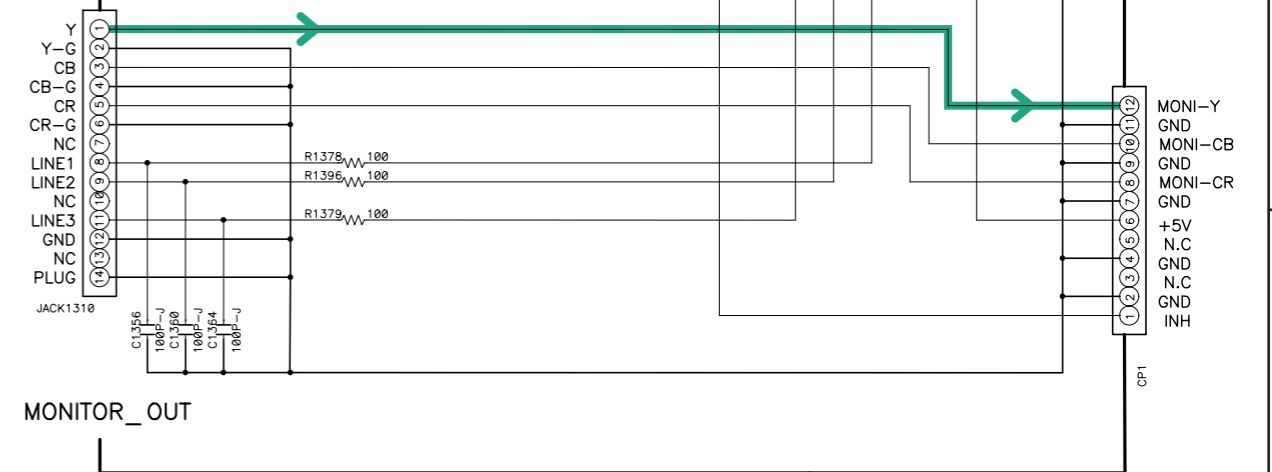 Y 1
Y-G 2
CB 3
CB-G 4
CR 5
CR-G 6
NC 7
LINE1 8
LINE2 9
NC 10
LINE3 11
GND 12
NC 13
PLUG 14
JACK1310
R1378 100
R1396 100
R1379 100
C1356
100P-J
C1360
100P-J
C1364
100P-J
12 MONI-Y
11 GND
10 MONI-CB
9 GND
8 MONI-CR
7 GND
6 +5V
5 N.C
4 GND
3 N.C
2 GND
1 INH
CP1
MONITOR_OUT